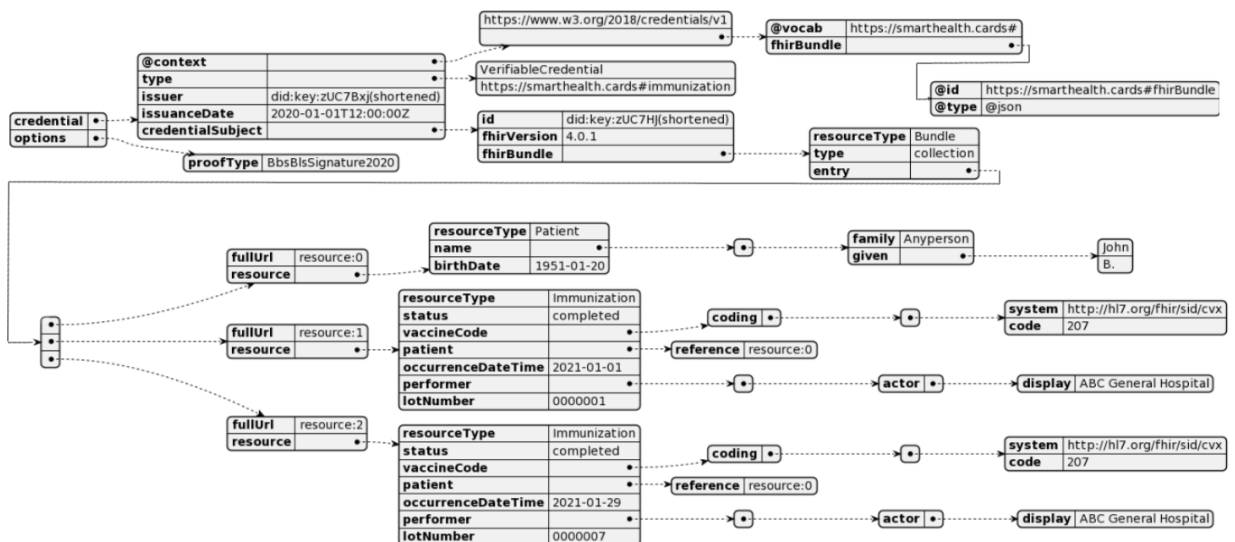 https://www.w3.org/2018/credentials/v1
@vocab https://smarthealth.cards#
fhirBundle
@context
type
issuer did:key:zUC7Bxj(shortened)
issuanceDate 2020-01-01T12:00:00Z
credentialSubject
VerifiableCredential
https://smarthealth.cards#immunization
@id https://smarthealth.cards#fhirBundle
@type @json
credential
options
id did:key:zUC7HJ(shortened)
fhirVersion 4.0.1
fhirBundle
resourceType Bundle
type collection
entry
proofType BbsBlsSignature2020
resourceType Patient
name
birthDate 1951-01-20
family Anyperson
given
John
B.
fullUrl resource:0
resource
resourceType Immunization
status completed
vaccineCode
patient
occurrenceDateTime 2021-01-01
performer
lotNumber 0000001
coding
system http://hl7.org/fhir/sid/cvx
code 207
fullUrl resource:1
resource
reference resource:0
actor
display ABC General Hospital
fullUrl resource:2
resource
resourceType Immunization
status completed
vaccineCode
patient
occurrenceDateTime 2021-01-29
performer
lotNumber 0000007
coding
system http://hl7.org/fhir/sid/cvx
code 207
reference resource:0
actor
display ABC General Hospital